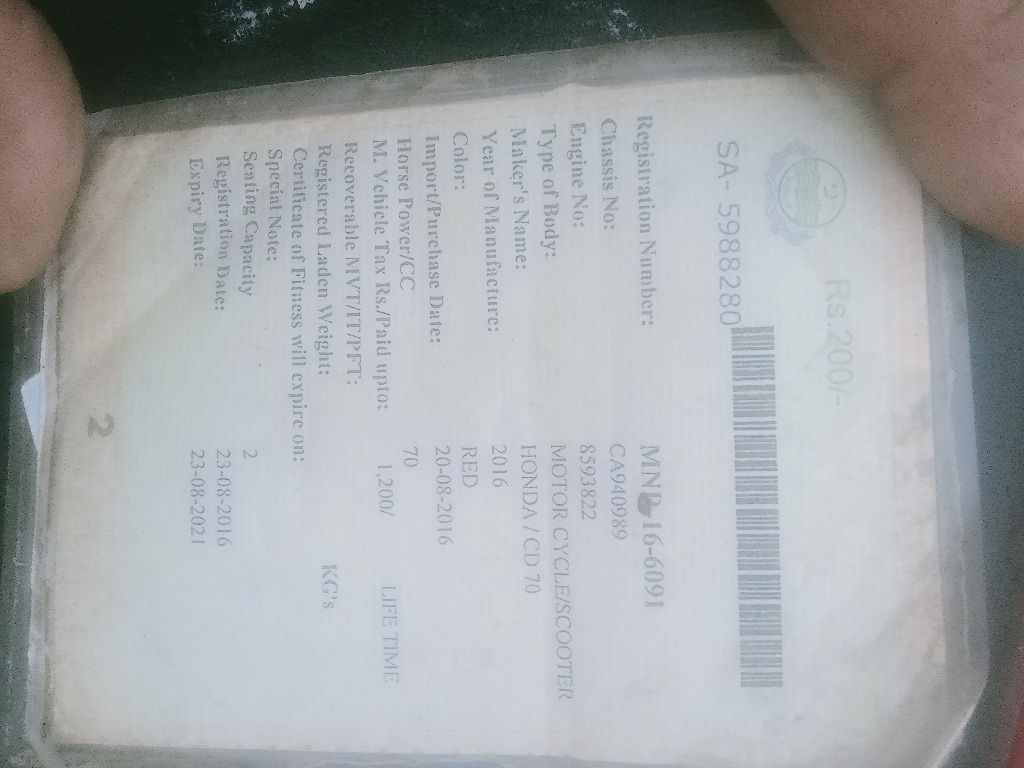 Rs.200/-
SA- 5988280
Registration Number: 16-6091
Chassis No: CA940989
Engine No: 8593822
Type of Body: MOTOR CYCLE/SCOOTER
Maker's Name: HONDA / CD 70
Year of Manufacture: 2016
Color: RED
Import/Purchase Date: 20-08-2016
Horse Power/CC 70
M. Vehicle Tax Rs./Paid upto: 1,200/ LIFE TIME
Recoverable MVT/IT/PFT:
Registered Laden Weight: KG's
Certificate of Fitness will expire on:
Special Note:
Seating Capacity 2
Registration Date: 23-08-2016
Expiry Date: 23-08-2021
2